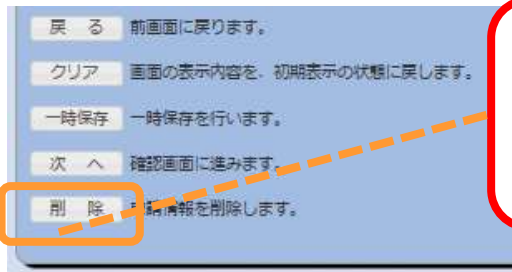 戻　る 前画面に戻ります。
クリア 画面の表示内容を、初期表示の状態に戻します。
一時保存 一時保存を行います。
次　へ 確認画面に進みます。
削　除 申請情報を削除します。